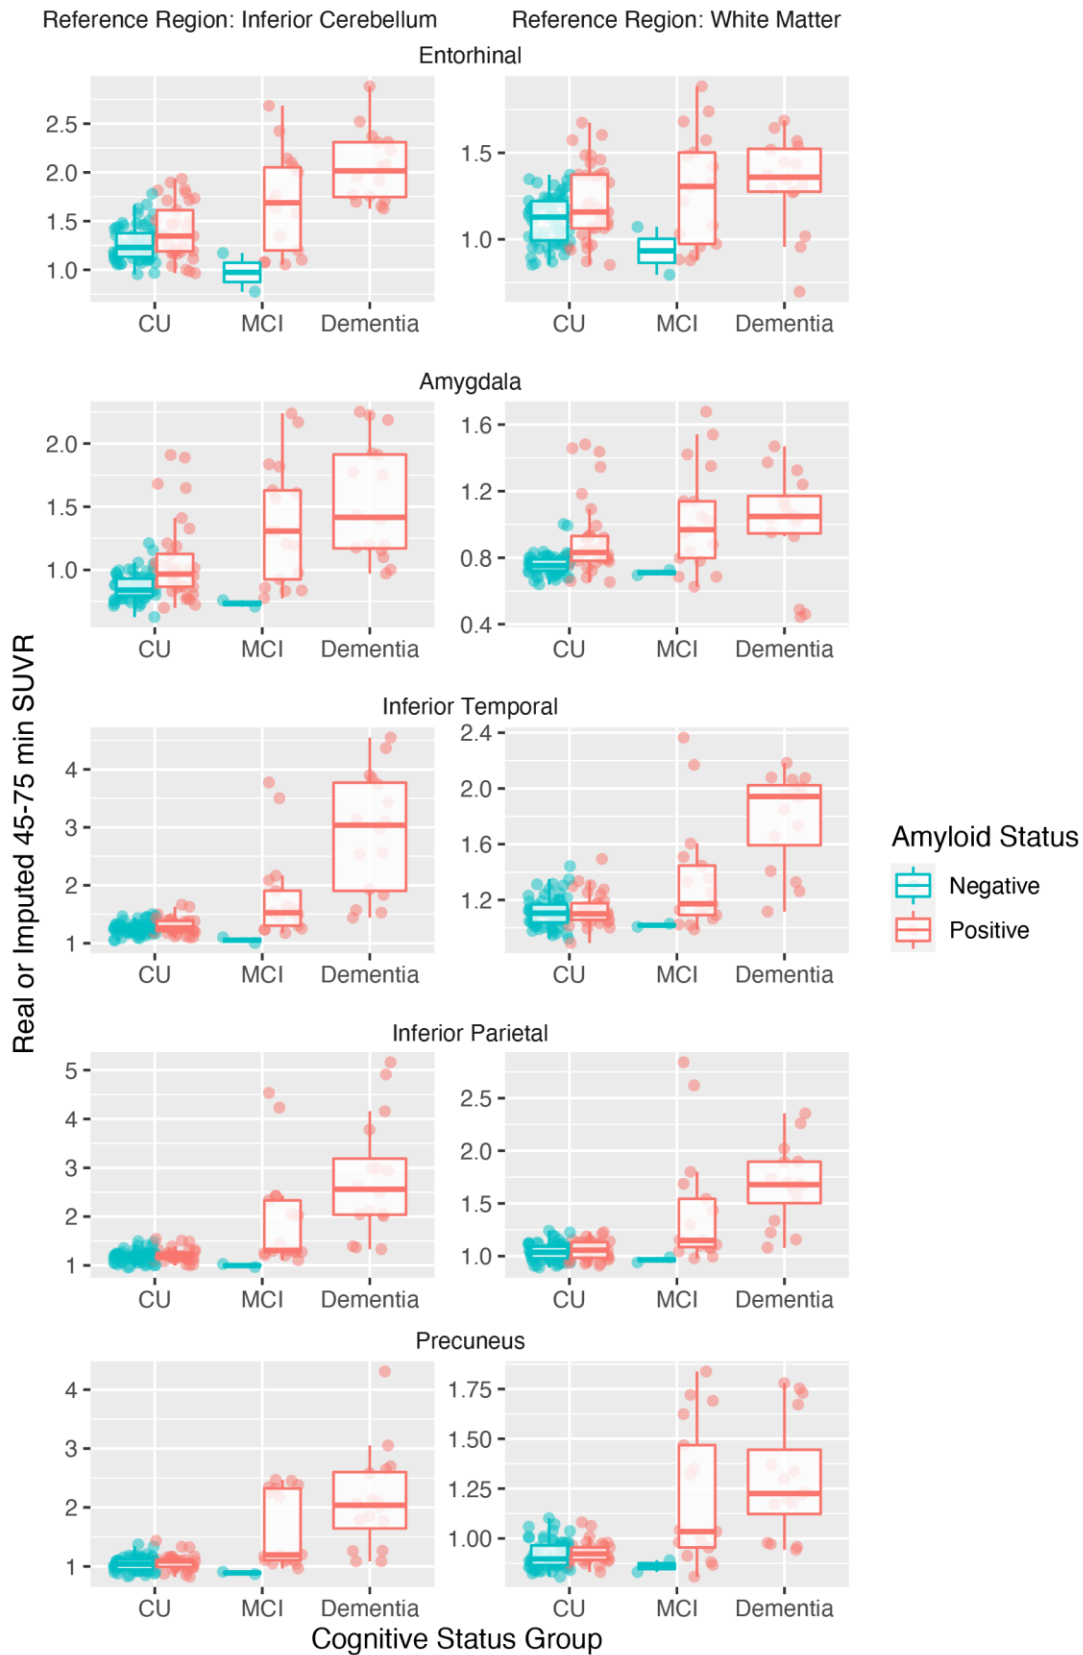 Reference Region: Inferior Cerebellum
Reference Region: White Matter
Entorhinal
2.5
2.0
1.5
1.0
CU
MCI
Dementia
1.5
1.0
CU
MCI
Dementia
Amygdala
2.0
1.5
1.0
CU
MCI
Dementia
1.6
1.2
0.8
0.4
CU
MCI
Dementia
Real or Imputed 45-75 min SUVR
Inferior Temporal
4
3
2
1
CU
MCI
Dementia
2.4
2.0
1.6
1.2
CU
MCI
Dementia
Amyloid Status
Negative
Positive
Inferior Parietal
5
4
3
2
1
CU
MCI
Dementia
2.5
2.0
1.5
1.0
CU
MCI
Dementia
Precuneus
4
3
2
1
CU
MCI
Dementia
1.75
1.50
1.25
1.00
CU
MCI
Dementia
Cognitive Status Group